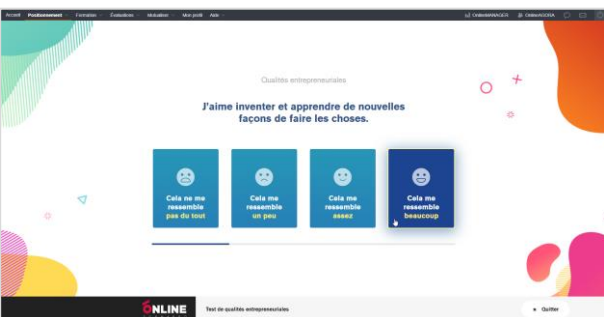 Accueil Positionnement Formation Évaluations Mutualiser Mon profil Aide OnlineMANAGER OnlineAGORA
Qualités entrepreneuriales
J'aime inventer et apprendre de nouvelles
façons de faire les choses.
Cela ne me
ressemble
pas du tout
Cela me
ressemble
un peu
Cela me
ressemble
assez
Cela me
ressemble
beaucoup
ONLINE
Test de qualités entrepreneuriales
Quitter